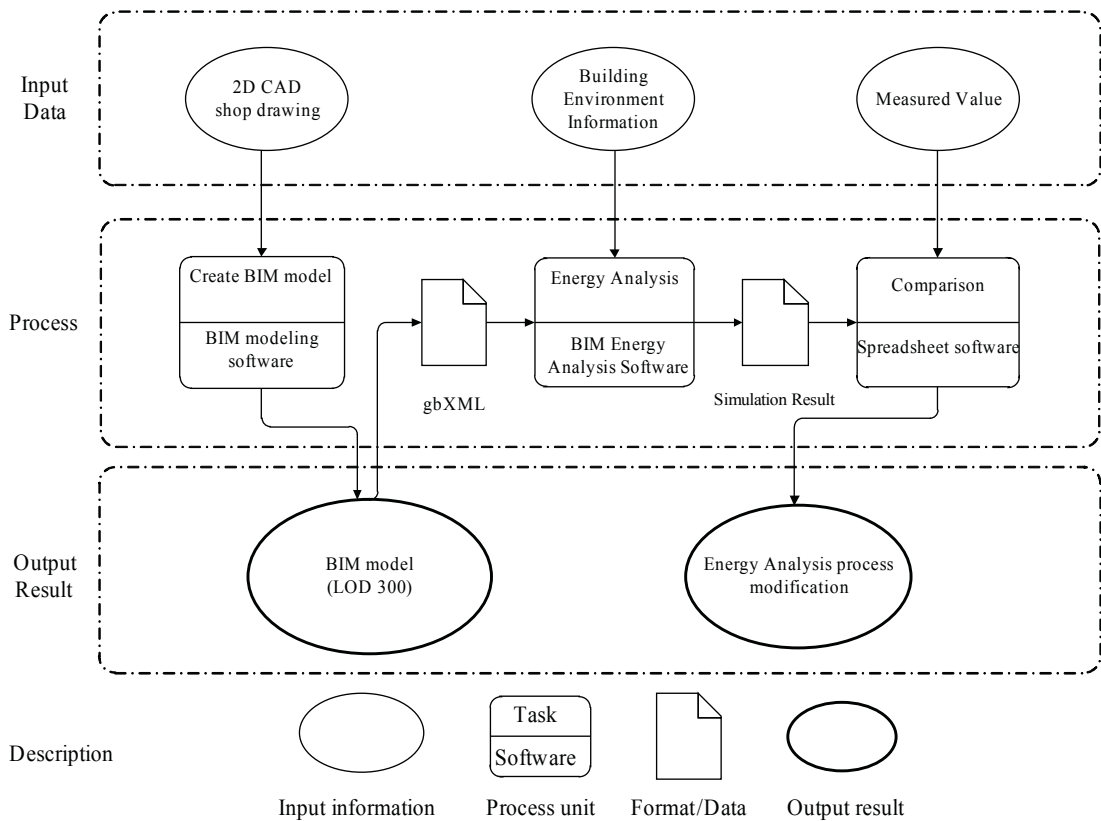 Input
Data
2D CAD
shop drawing
Building
Environment
Information
Measured Value
Process
Create BIM model
BIM modeling
software
gbXML
Energy Analysis
BIM Energy
Analysis Software
Simulation Result
Comparison
Spreadsheet software
Output
Result
BIM model
(LOD 300)
Energy Analysis process
modification
Description
Task
Software
Input information
Process unit
Format/Data
Output result